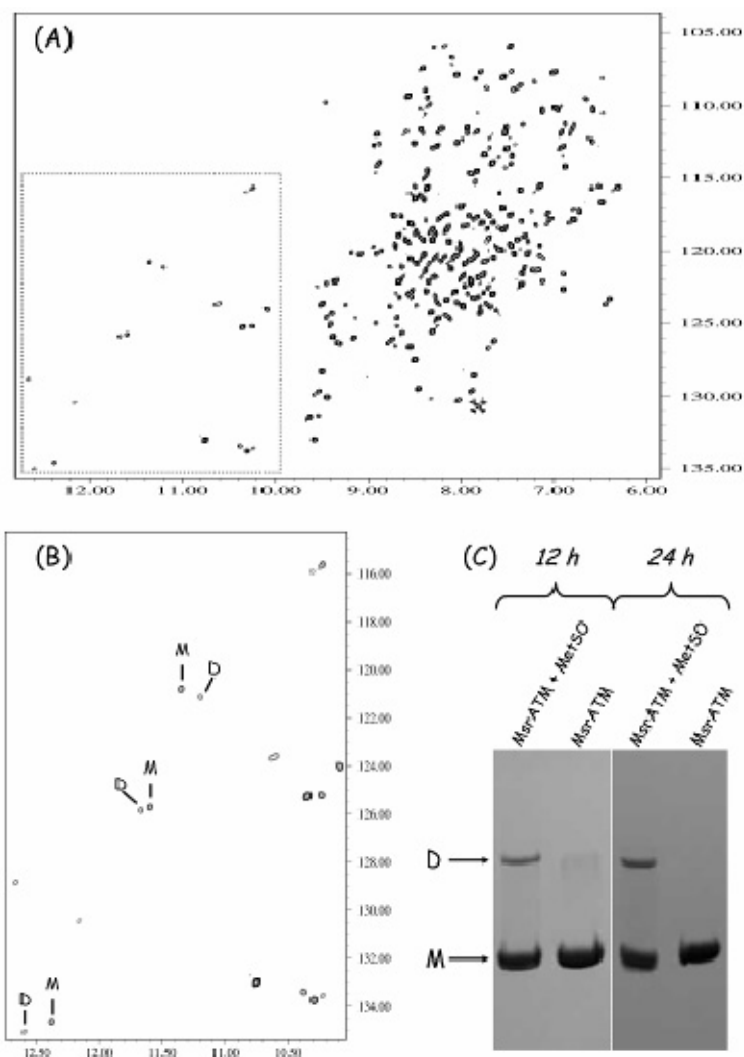 (A)
105.00
110.00
115.00
120.00
125.00
130.00
135.00
12.00 11.00 10.00 9.00 8.00 7.00 6.00
(B)
116.00
118.00
120.00
122.00
124.00
126.00
128.00
130.00
132.00
134.00
M
D
D
M
M
D
12.50 12.00 11.50 11.00 10.50
(C) 12 h 24 h
MsrATM + MetSO
MsrATM
MsrATM + MetSO
MsrATM
D
M